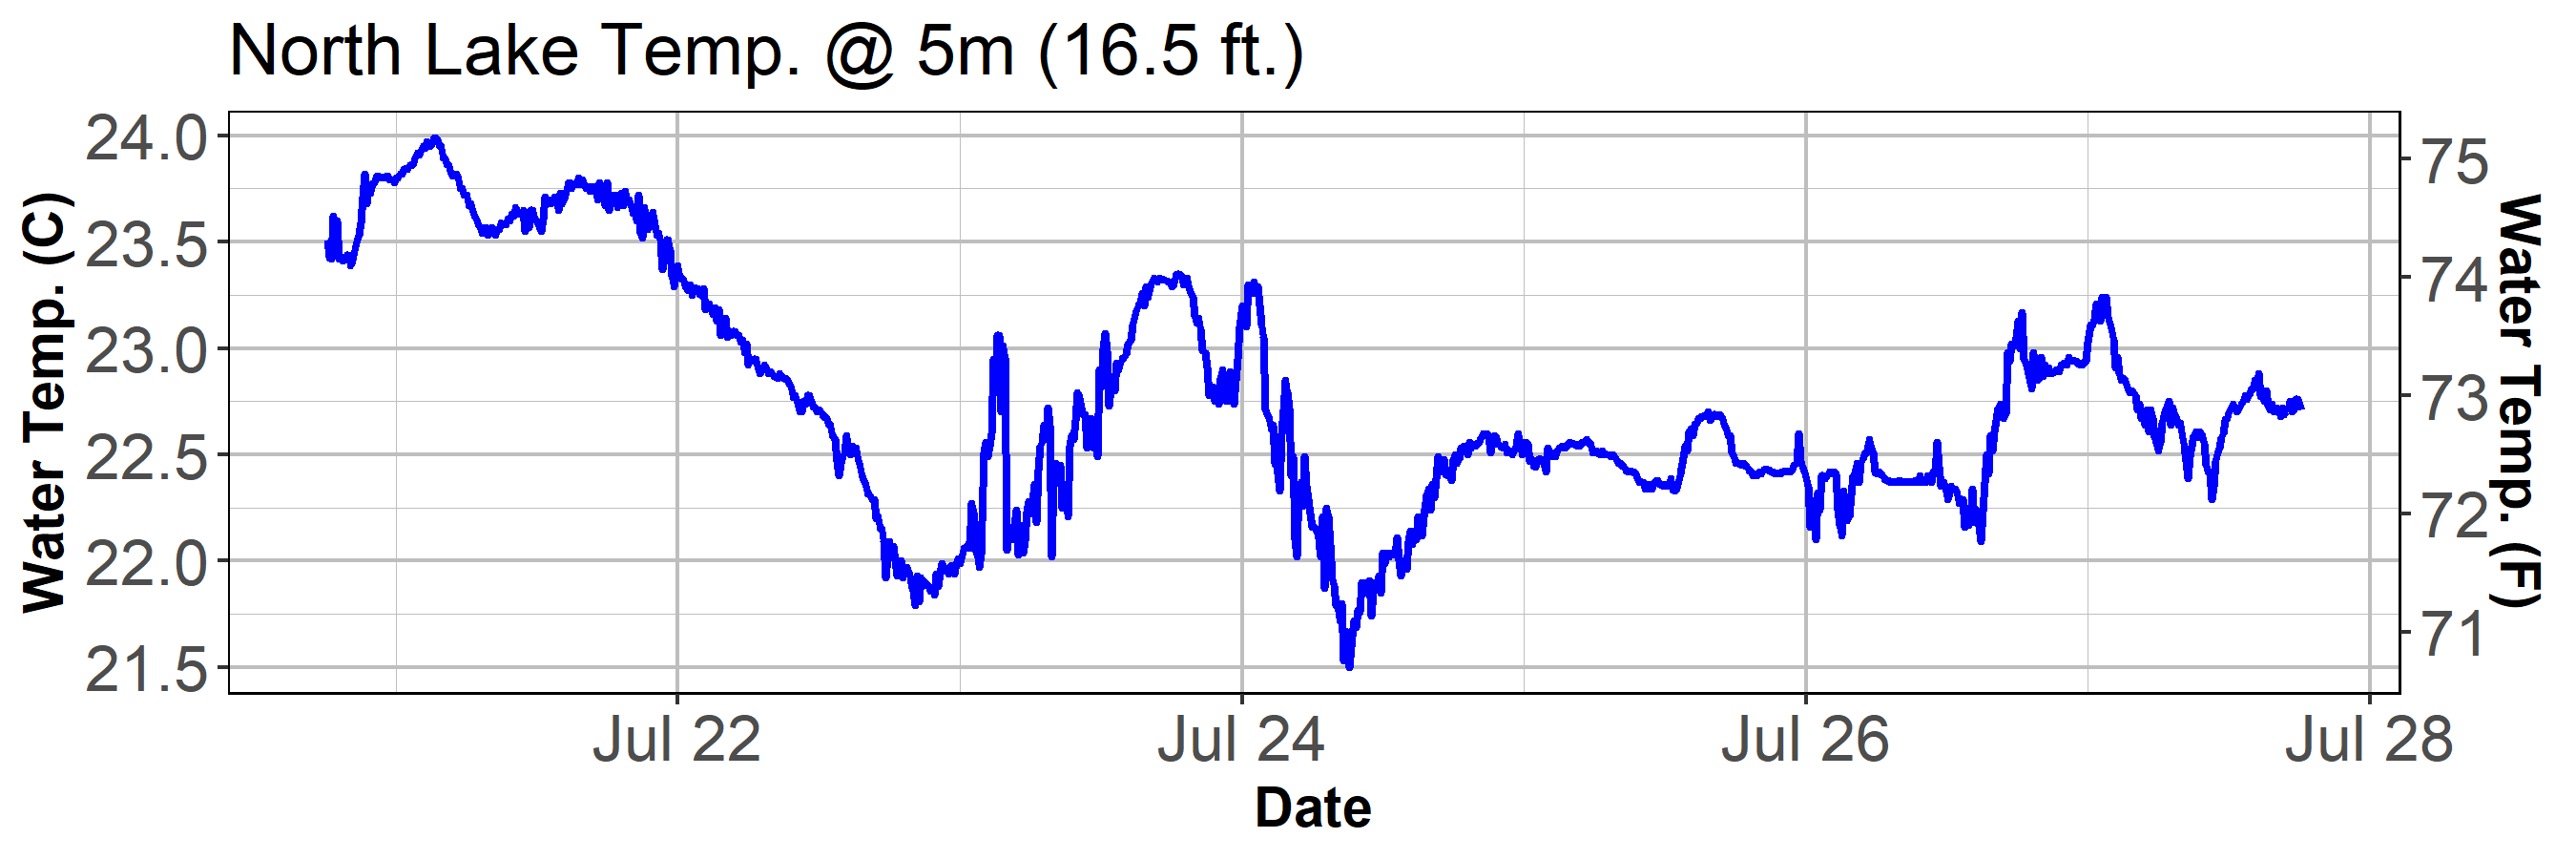 North Lake Temp. @ 5m (16.5 ft.)
Water Temp. (C)
24.0
23.5
23.0
22.5
22.0
21.5
75
74
73
72
71
Water Temp. (F)
Jul 22
Jul 24
Jul 26
Jul 28
Date